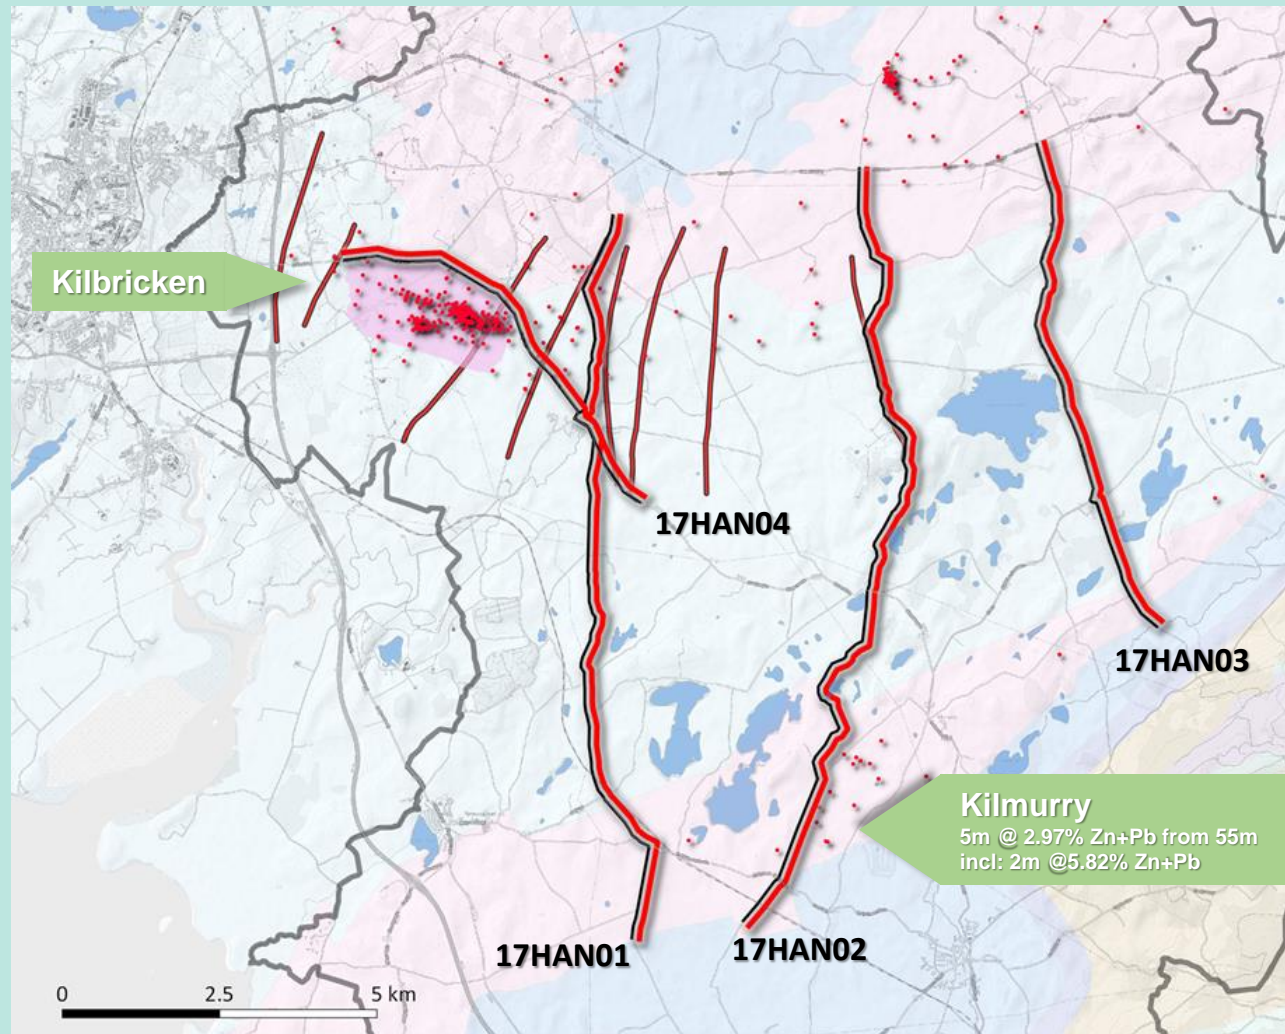 Kilbricken
17HAN04
17HAN03
Kilmurry
5m @ 2.97% Zn+Pb from 55m
incl: 2m @5.82% Zn+Pb
17HAN01
17HAN02
0 2.5 5 km